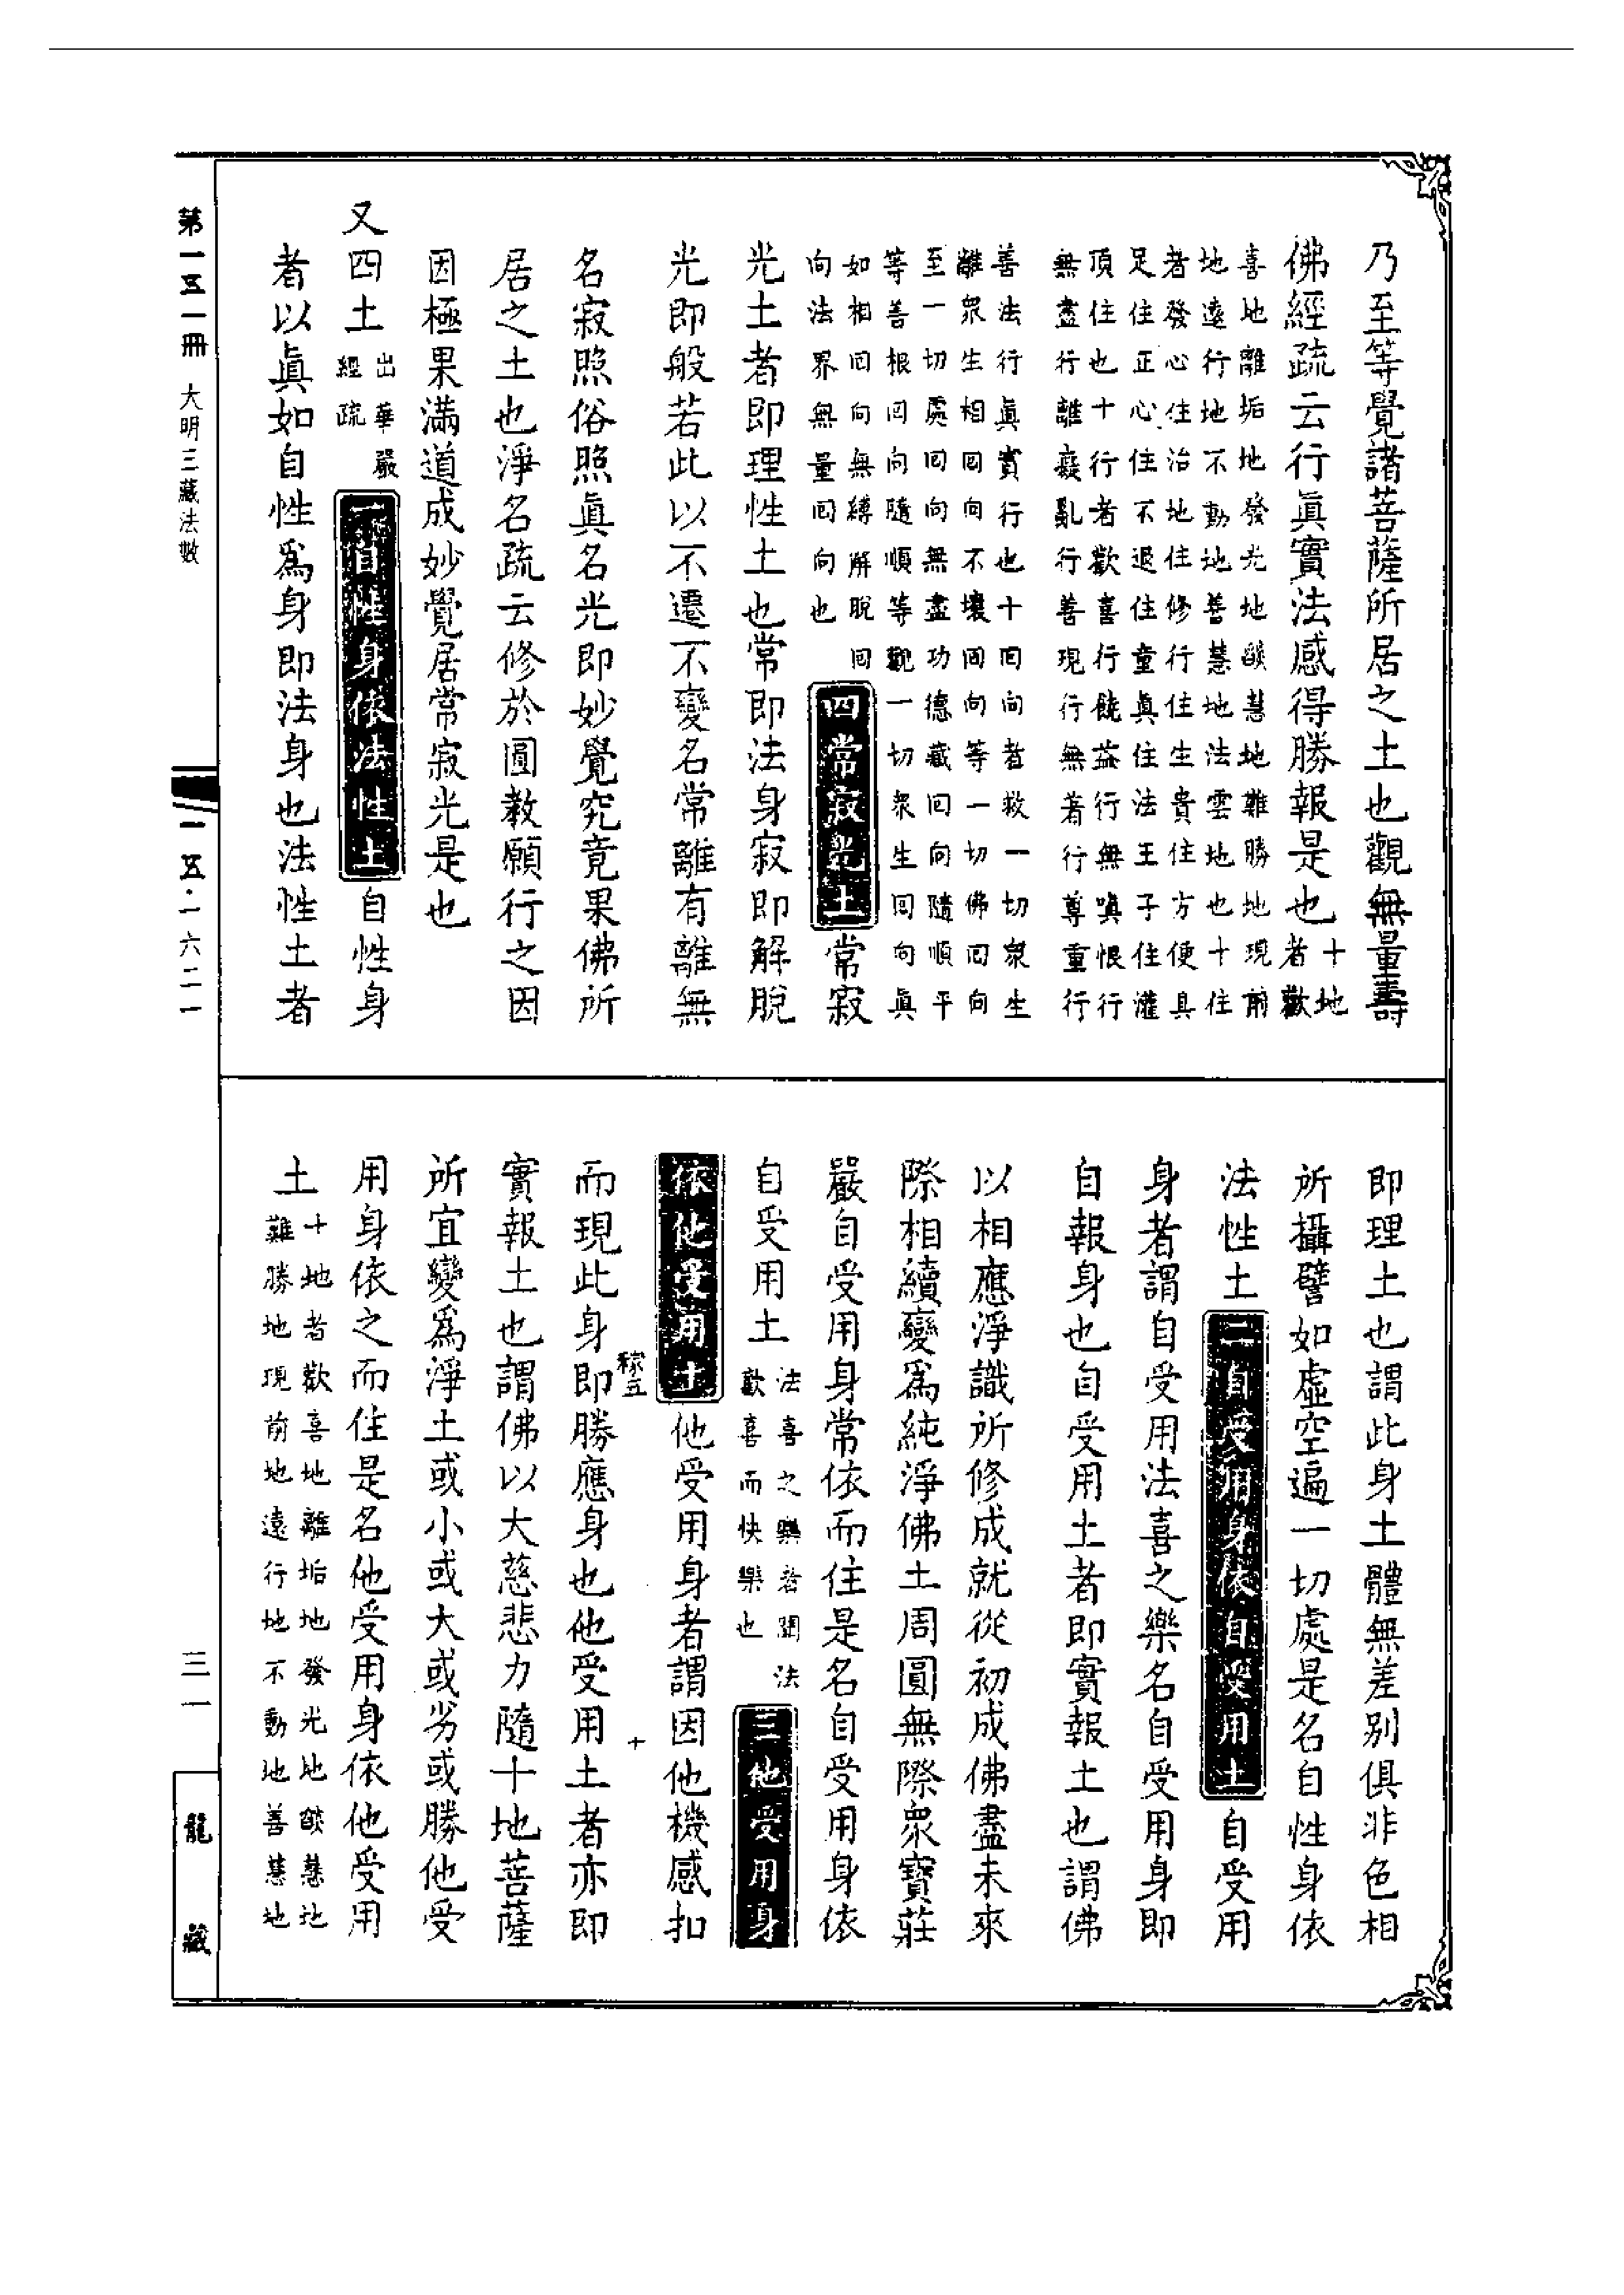 乃至等覺諸菩薩所居之土也觀無量壽
佛經疏云行真實法感得勝報是也十地者歡
喜地離垢地發光地燄慧地難勝地現前
地遠行地不動地善慧地法雲地也十住
者發心住治地住修行住生貴住方便具
足住正心住不退住童真住法王子住灌
頂住也十行者歡喜行饒益行無嗔恨行
無盡行離癡亂行善現行無著行尊重行
善法行真實行也十回向者救一切眾生
離眾生相回向不壞回向等一切佛回向
至一切處回向無盡功德藏回向隨順平
等善根回向隨順等觀一切眾生回向真
如相回向無縛解脫回
向法界無量回向也
四常寂光土常寂
光土者即理性土也常即法身寂即解脫
光即般若此以不遷不變名常離有離無
名寂照俗照真名光即妙覺究竟果佛所
居之土也淨名疏云修於圓教願行之因
因極果滿道成妙覺居常寂光是也
又四土出華嚴經疏一自性身依法性土自性身
者以真如自性為身即法身也法性土者
即理土也謂此身土體無差別俱非色相
所攝譬如虛空遍一切處是名自性身依
法性土二自受用身依自受用土自受用
身者謂自受用法喜之樂名自受用身即
自報身也自受用土者即實報土也謂佛
以相應淨識所修成就從初成佛盡未來
際相續變為純淨佛土周圓無際眾寶莊
嚴自受用身常依而住是名自受用身依
自受用土法喜之樂者聞法歡喜而快樂也三他受用身
依他受用土他受用身者謂因他機感扣
而現此身即勝應身也他受用土者亦即
實報土也謂佛以大慈悲力隨十地菩薩
所宜變為淨土或小或大或劣或勝他受
用身依之而住是名他受用身依他受用
土十地者歡喜地離垢地發光地燄慧地
難勝地現前地遠行地不動地善慧地
第一五一冊
大明三藏法數
一五·一六二一
三一
龍藏